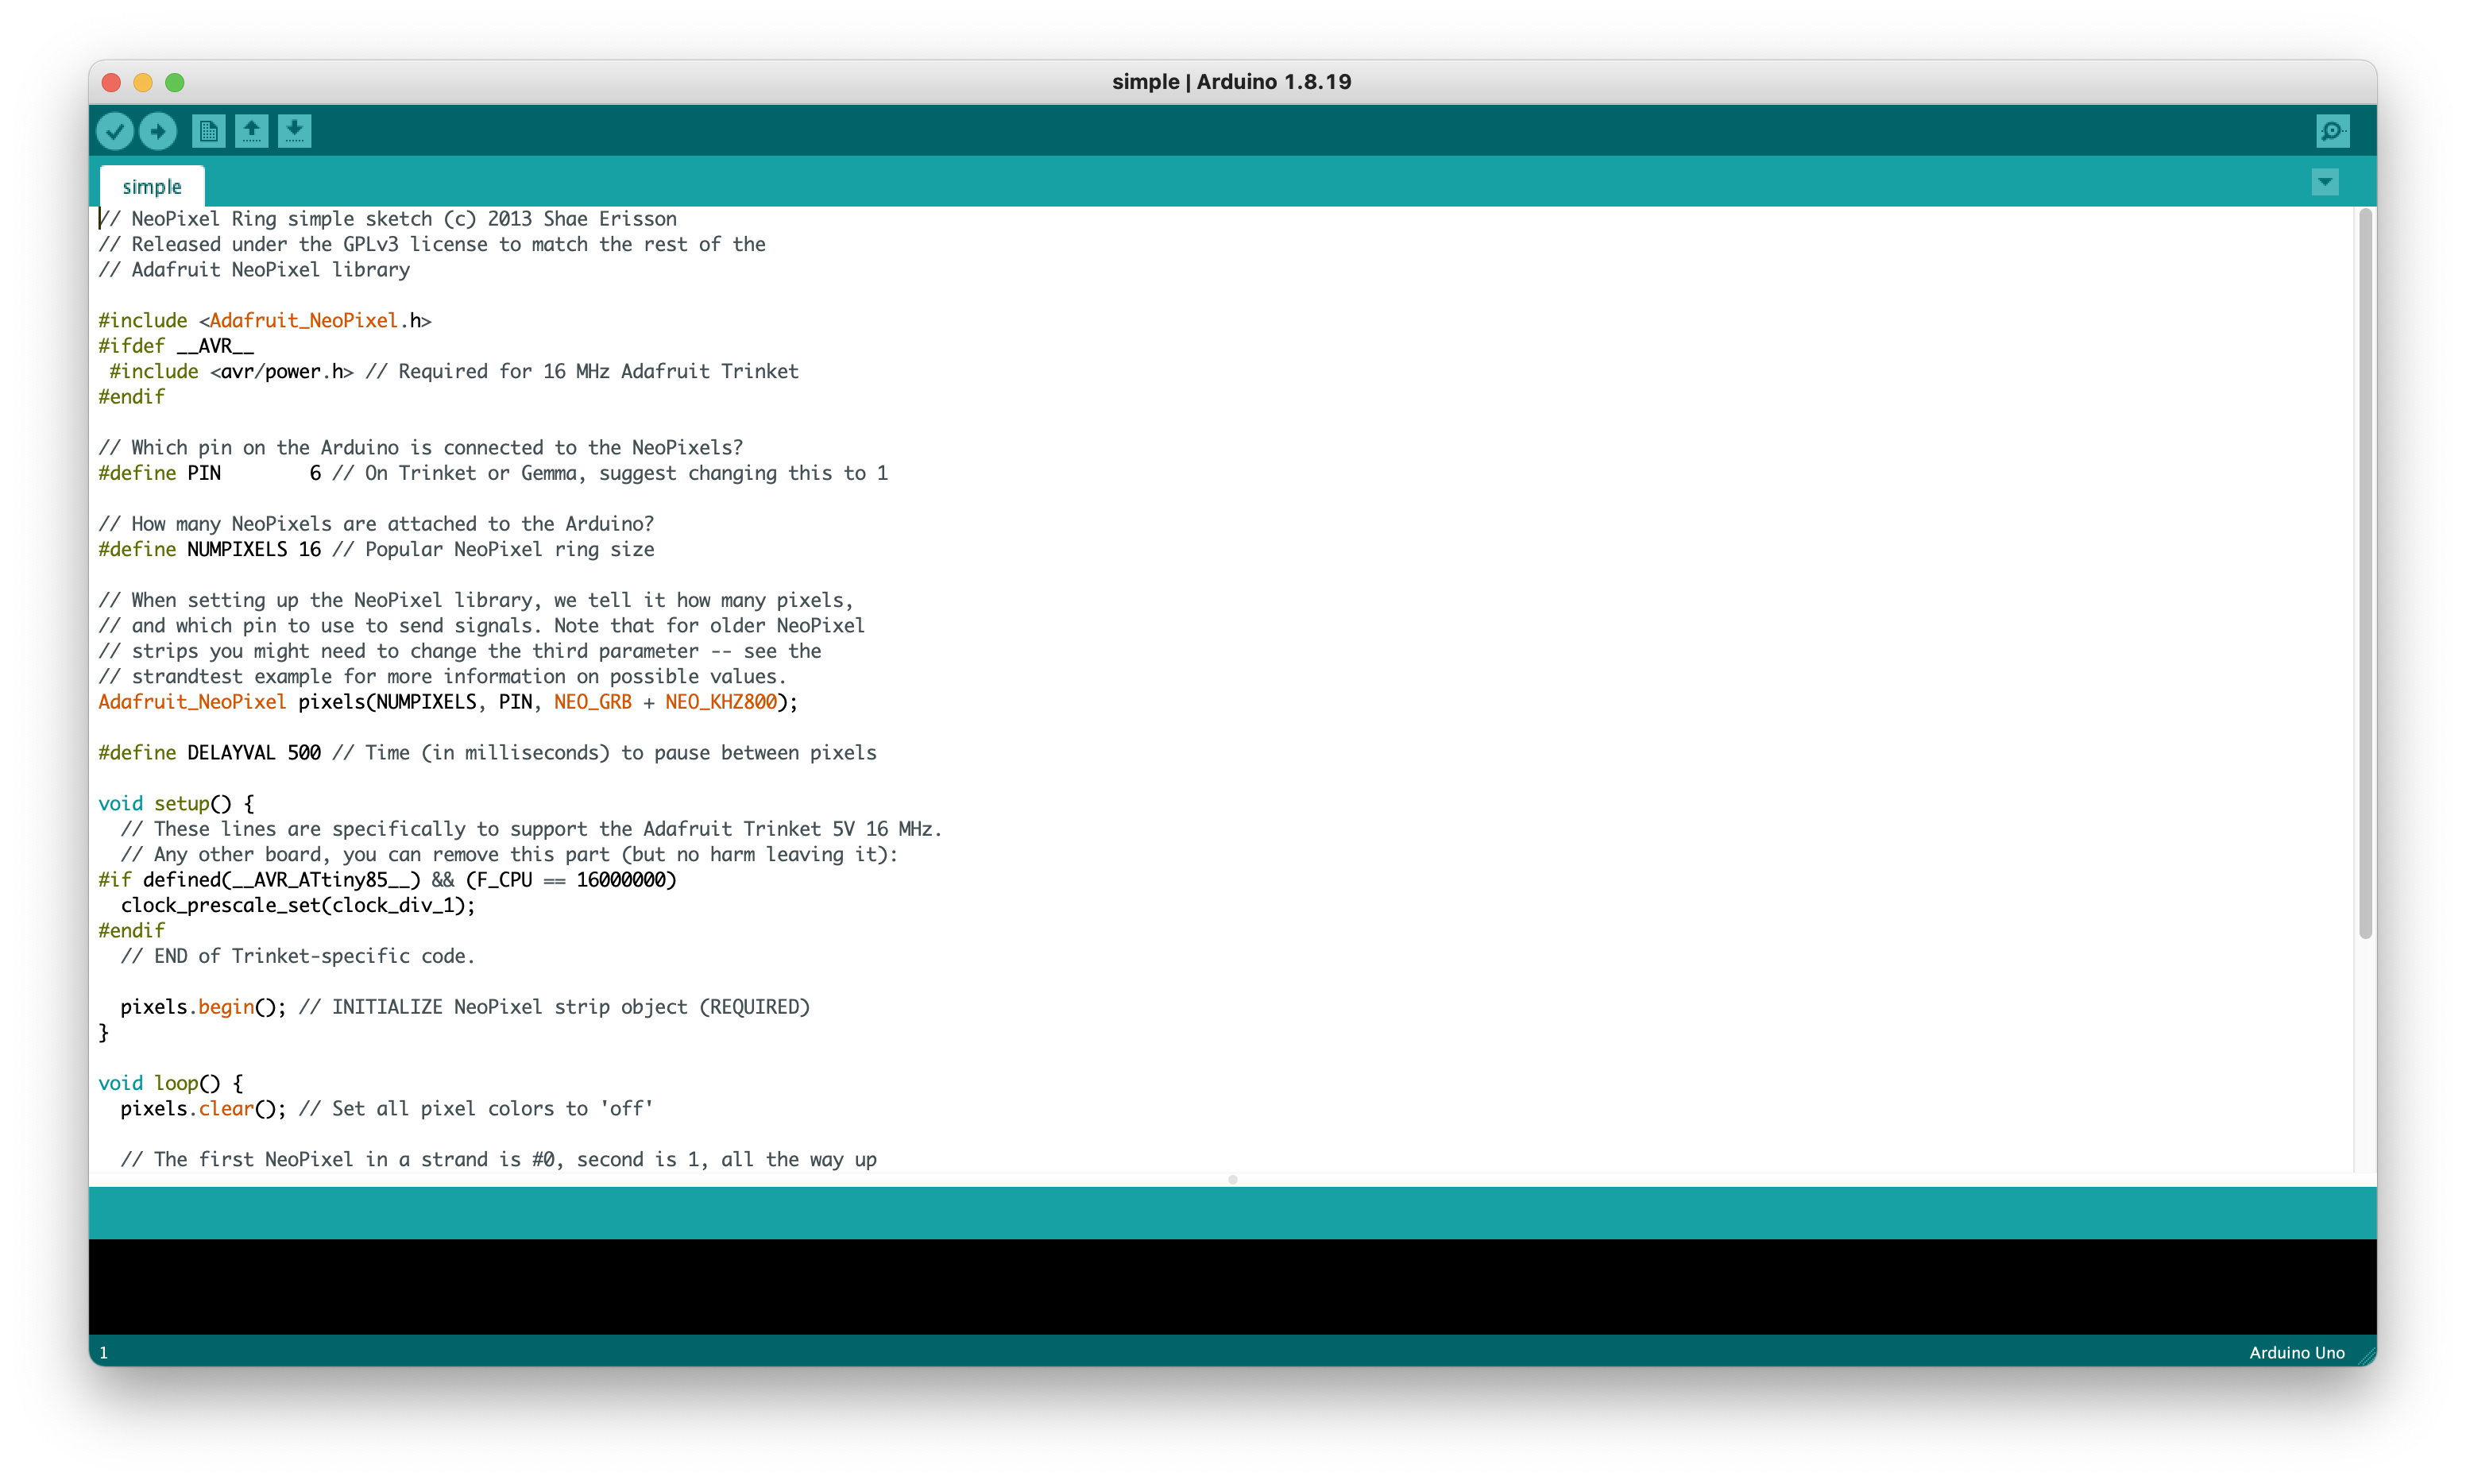 simple | Arduino 1.8.19
simple
// NeoPixel Ring simple sketch (c) 2013 Shae Erisson
// Released under the GPLv3 license to match the rest of the
// Adafruit NeoPixel library

#include <Adafruit_NeoPixel.h>
#ifdef __AVR__
 #include <avr/power.h> // Required for 16 MHz Adafruit Trinket
#endif

// Which pin on the Arduino is connected to the NeoPixels?
#define PIN        6 // On Trinket or Gemma, suggest changing this to 1

// How many NeoPixels are attached to the Arduino?
#define NUMPIXELS 16 // Popular NeoPixel ring size

// When setting up the NeoPixel library, we tell it how many pixels,
// and which pin to use to send signals. Note that for older NeoPixel
// strips you might need to change the third parameter -- see the
// strandtest example for more information on possible values.
Adafruit_NeoPixel pixels(NUMPIXELS, PIN, NEO_GRB + NEO_KHZ800);

#define DELAYVAL 500 // Time (in milliseconds) to pause between pixels

void setup() {
  // These lines are specifically to support the Adafruit Trinket 5V 16 MHz.
  // Any other board, you can remove this part (but no harm leaving it):
#if defined(__AVR_ATtiny85__) && (F_CPU == 16000000)
  clock_prescale_set(clock_div_1);
#endif
  // END of Trinket-specific code.

  pixels.begin(); // INITIALIZE NeoPixel strip object (REQUIRED)
}

void loop() {
  pixels.clear(); // Set all pixel colors to 'off'

  // The first NeoPixel in a strand is #0, second is 1, all the way up
1
Arduino Uno